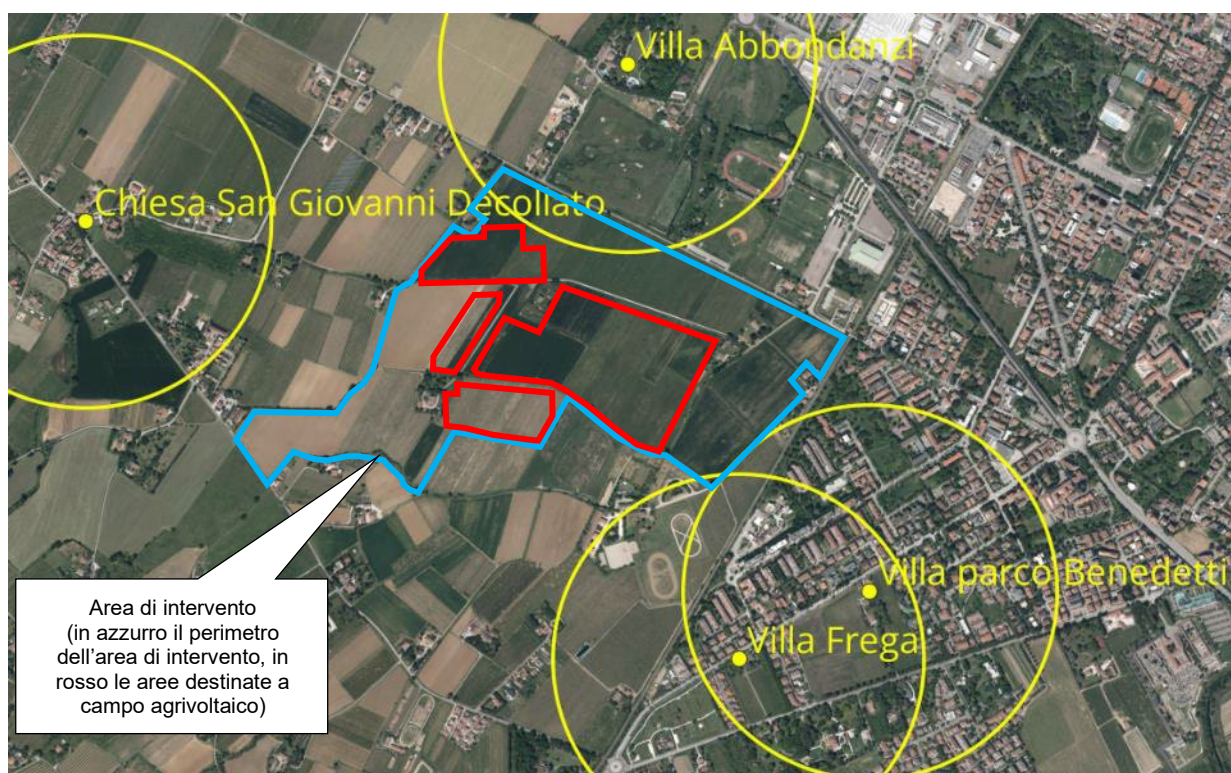 Villa Abbondanzi
Chiesa San Giovanni Decollato
Villa parco Benedetti
Villa Frega
Area di intervento
(in azzurro il perimetro
dell'area di intervento, in
rosso le aree destinate a
campo agrivoltaico)